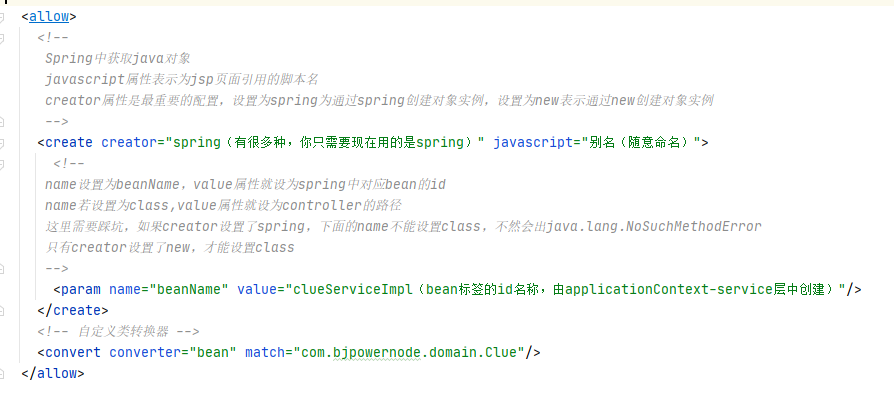 <allow>
<!--
Spring中获取java对象
javascript属性表示为jsp页面引用的脚本名
creator属性是最重要的配置，设置为spring为通过spring创建对象实例，设置为new表示通过new创建对象实例
-->
<create creator="spring（有很多种，你只需要现在用的是spring）" javascript="别名（随意命名）">
<!--
name设置为beanName，value属性就设为spring中对应bean的id
name若设置为class,value属性就设为controller的路径
这里需要踩坑，如果creator设置了spring，下面的name不能设置class，不然会出java.lang.NoSuchMethodError
只有creator设置了new，才能设置class
-->
<param name="beanName" value="clueServiceImpl（bean标签的id名称，由applicationContext-service层中创建）"/>
</create>
<!-- 自定义类转换器 -->
<convert converter="bean" match="com.bjpowernode.domain.Clue"/>
</allow>